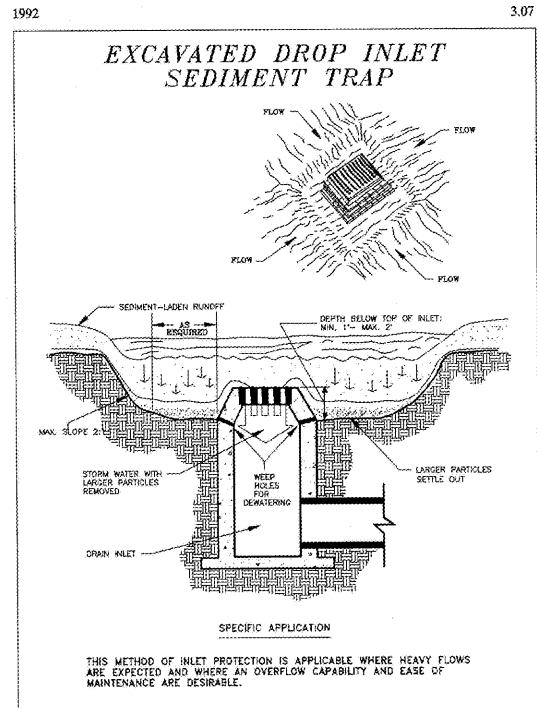 1992
3.07
EXCAVATED DROP INLET
SEDIMENT TRAP
FLOW
FLOW
FLOW
FLOW
SEDIMENT-LADEN RUNOFF
AS
REQUIRED
DEPTH BELOW TOP OF INLET:
MIN. 1'- MAX. 2'
MAX. SLOPE 2:
STORM WATER WITH
LARGER PARTICLES
REMOVED
WEEP
HOLES
FOR
DEWATERING
LARGER PARTICLES
SETTLE OUT
DRAIN INLET
SPECIFIC APPLICATION
THIS METHOD OF INLET PROTECTION IS APPLICABLE WHERE HEAVY FLOWS
ARE EXPECTED AND WHERE AN OVERFLOW CAPABILITY AND EASE OF
MAINTENANCE ARE DESIRABLE.